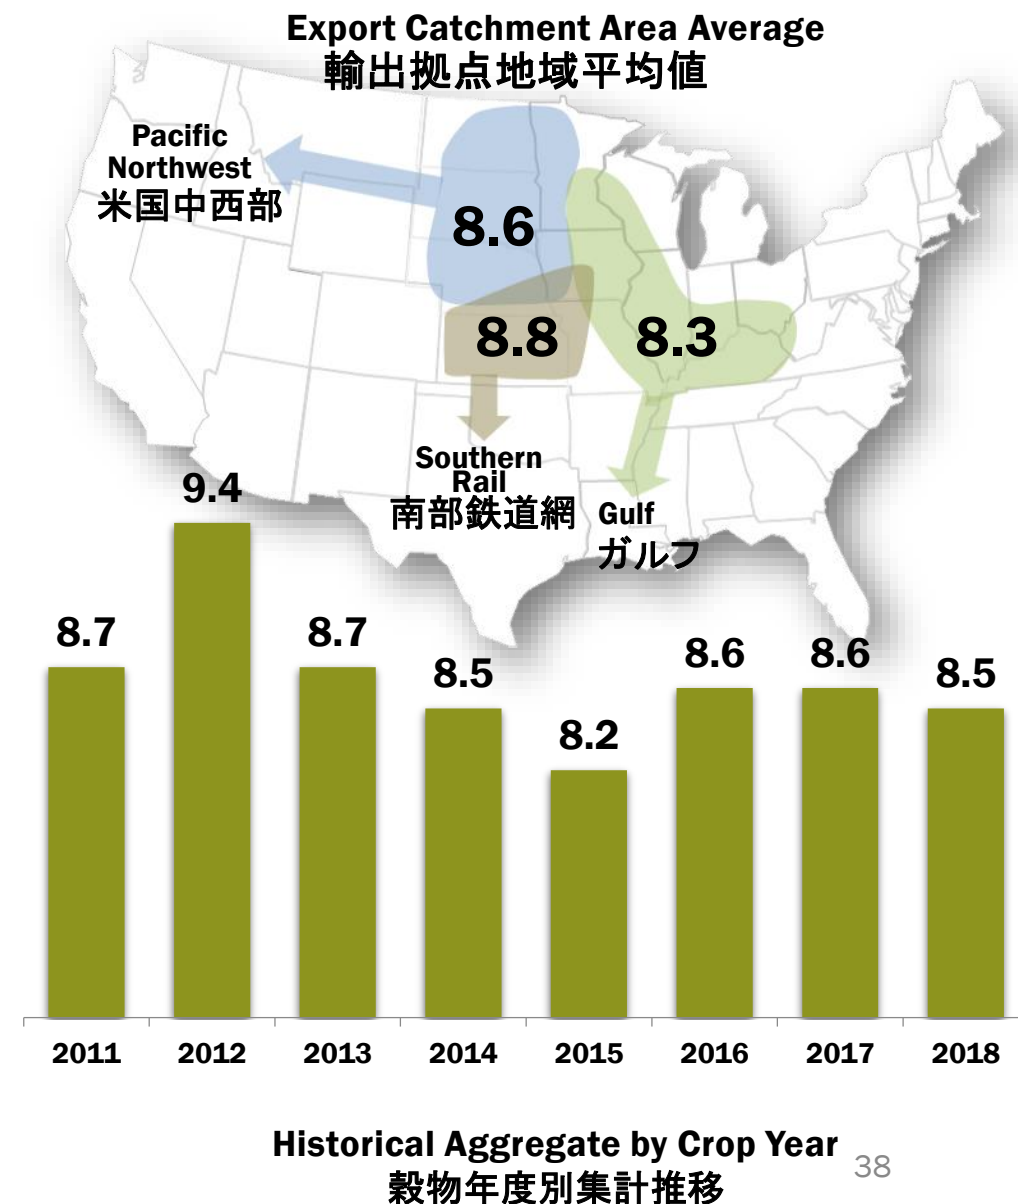 Export Catchment Area Average
輸出拠点地域平均値
Pacific
Northwest
米国中西部
8.6
8.8
8.3
Southern
Rail
南部鉄道網
Gulf
ガルフ
8.7
9.4
8.7
8.5
8.2
8.6
8.6
8.5
2011
2012
2013
2014
2015
2016
2017
2018
Historical Aggregate by Crop Year
穀物年度別集計推移
38